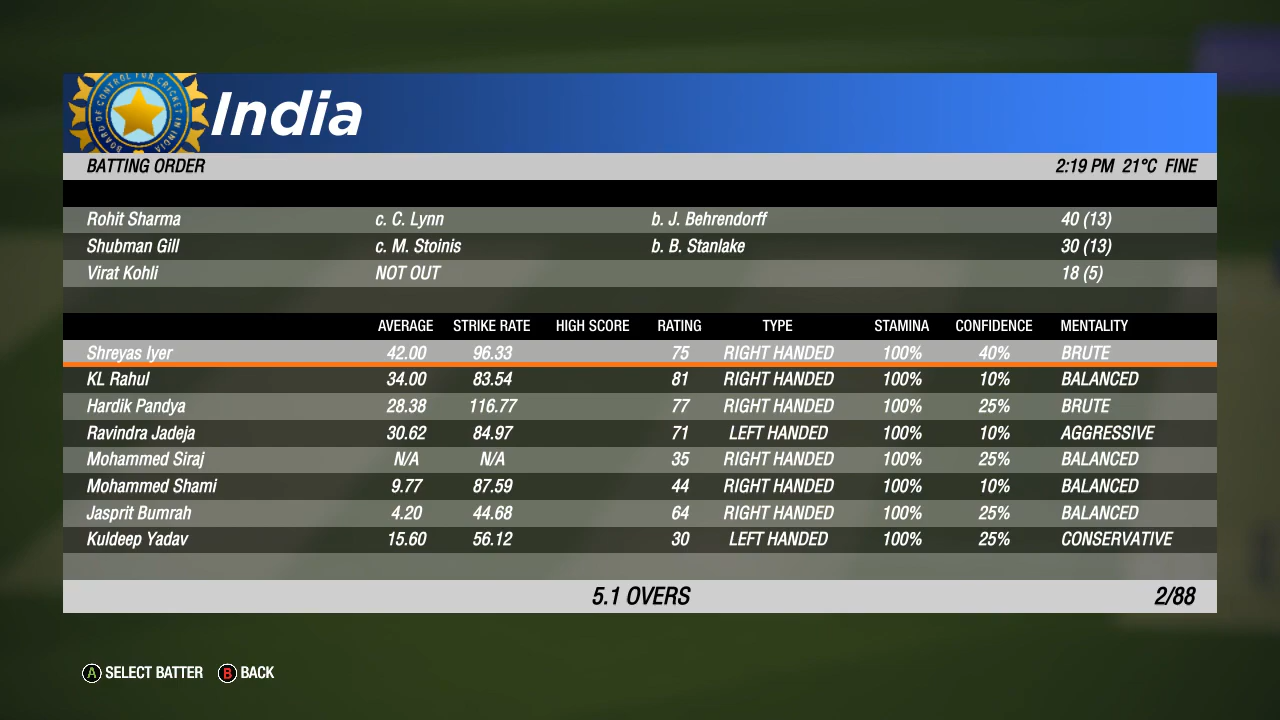 BOARD OF CONTROL FOR CRICKET IN INDIA
India
BATTING ORDER 2:19 PM 21°C FINE
Rohit Sharma c. C. Lynn b. J. Behrendorff 40 (13)
Shubman Gill c. M. Stoinis b. B. Stanlake 30 (13)
Virat Kohli NOT OUT 18 (5)
AVERAGE STRIKE RATE HIGH SCORE RATING TYPE STAMINA CONFIDENCE MENTALITY
Shreyas Iyer 42.00 96.33 75 RIGHT HANDED 100% 40% BRUTE
KL Rahul 34.00 83.54 81 RIGHT HANDED 100% 10% BALANCED
Hardik Pandya 28.38 116.77 77 RIGHT HANDED 100% 25% BRUTE
Ravindra Jadeja 30.62 84.97 71 LEFT HANDED 100% 10% AGGRESSIVE
Mohammed Siraj N/A N/A 35 RIGHT HANDED 100% 25% BALANCED
Mohammed Shami 9.77 87.59 44 RIGHT HANDED 100% 10% BALANCED
Jasprit Bumrah 4.20 44.68 64 RIGHT HANDED 100% 25% BALANCED
Kuldeep Yadav 15.60 56.12 30 LEFT HANDED 100% 25% CONSERVATIVE
5.1 OVERS 2/88
A SELECT BATTER B BACK